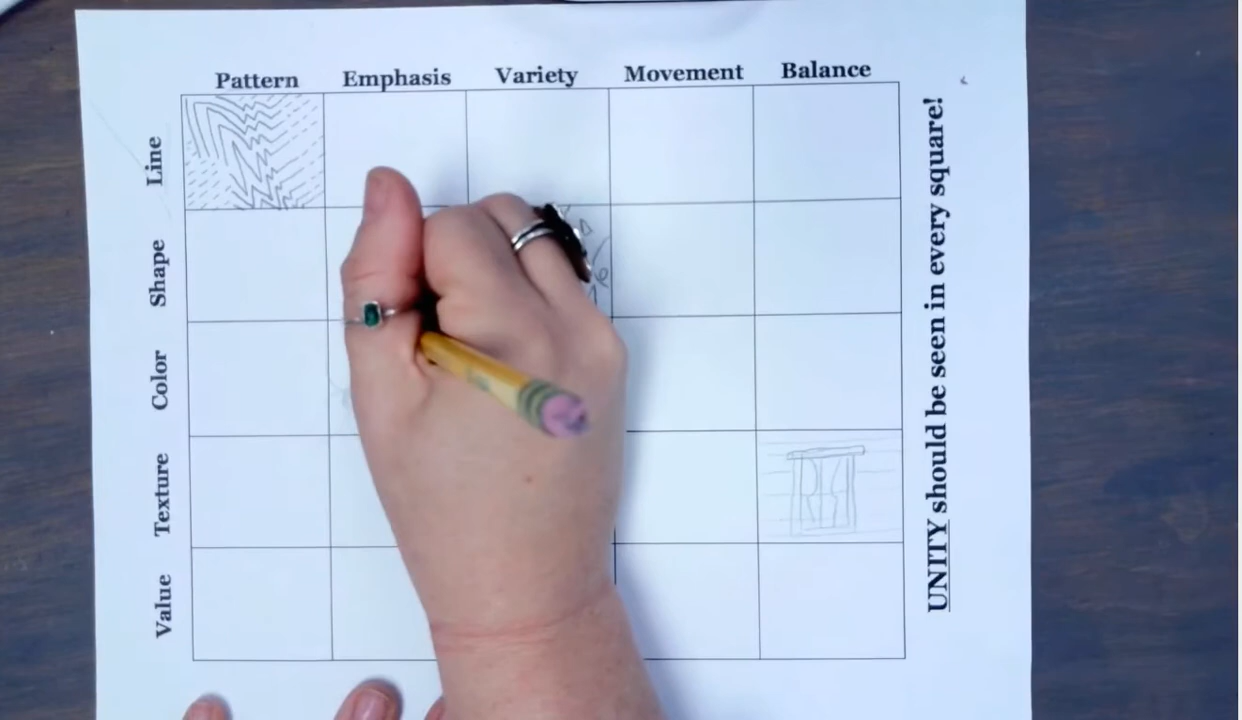 Pattern Emphasis Variety Movement Balance
Line
Shape
Color
Texture
Value
UNITY should be seen in every square!